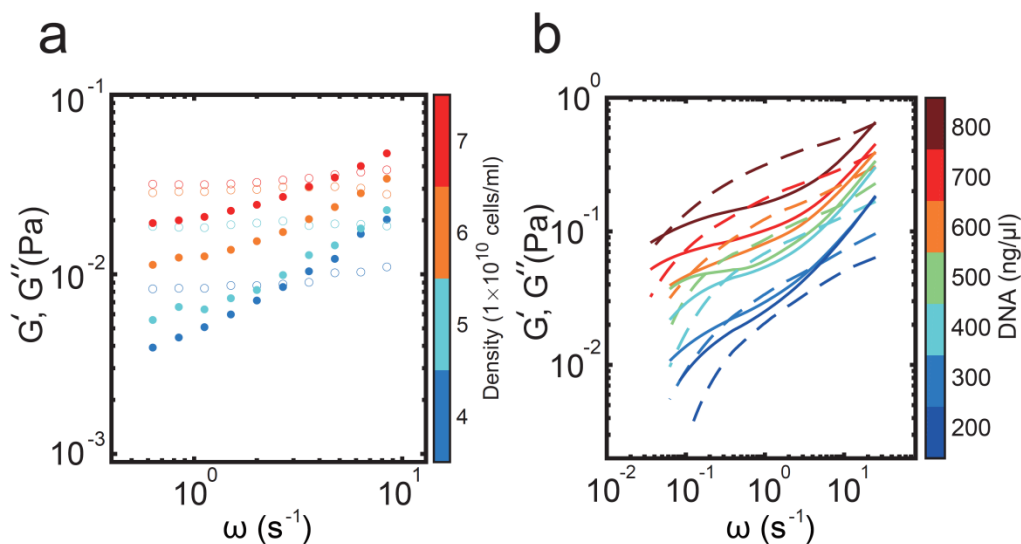 a
10⁻¹
10⁻²
10⁻³
G′, G″(Pa)
10⁰
10¹
ω (s⁻¹)
7
6
5
4
Density (1×10¹⁰ cells/ml)
b
10⁰
10⁻¹
10⁻²
G′, G″(Pa)
10⁻²
10⁻¹
10⁰
10¹
ω (s⁻¹)
800
700
600
500
400
300
200
DNA (ng/μl)